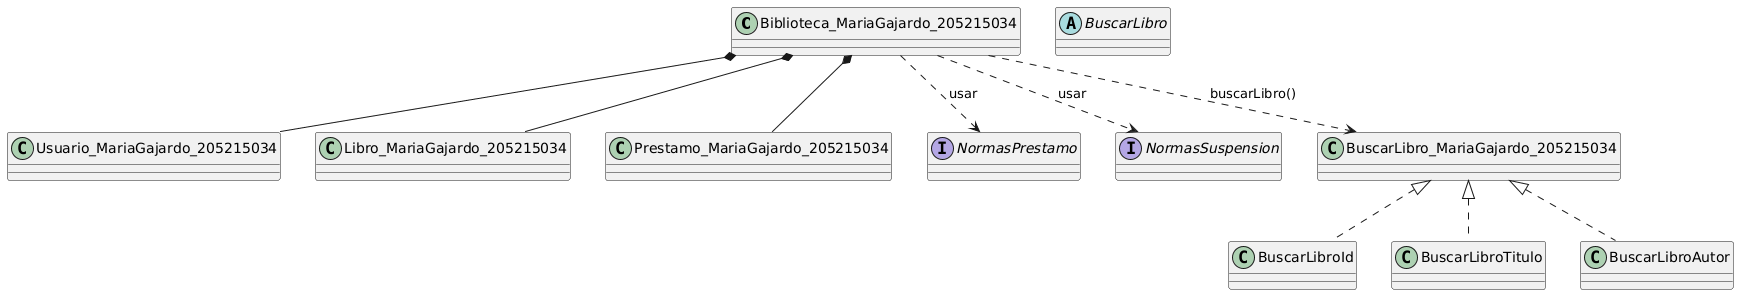 C Biblioteca_MariaGajardo_205215034
A BuscarLibro
usar
usar
buscarLibro()
C Usuario_MariaGajardo_205215034
C Libro_MariaGajardo_205215034
C Prestamo_MariaGajardo_205215034
I NormasPrestamo
I NormasSuspension
C BuscarLibro_MariaGajardo_205215034
C BuscarLibroId
C BuscarLibroTitulo
C BuscarLibroAutor